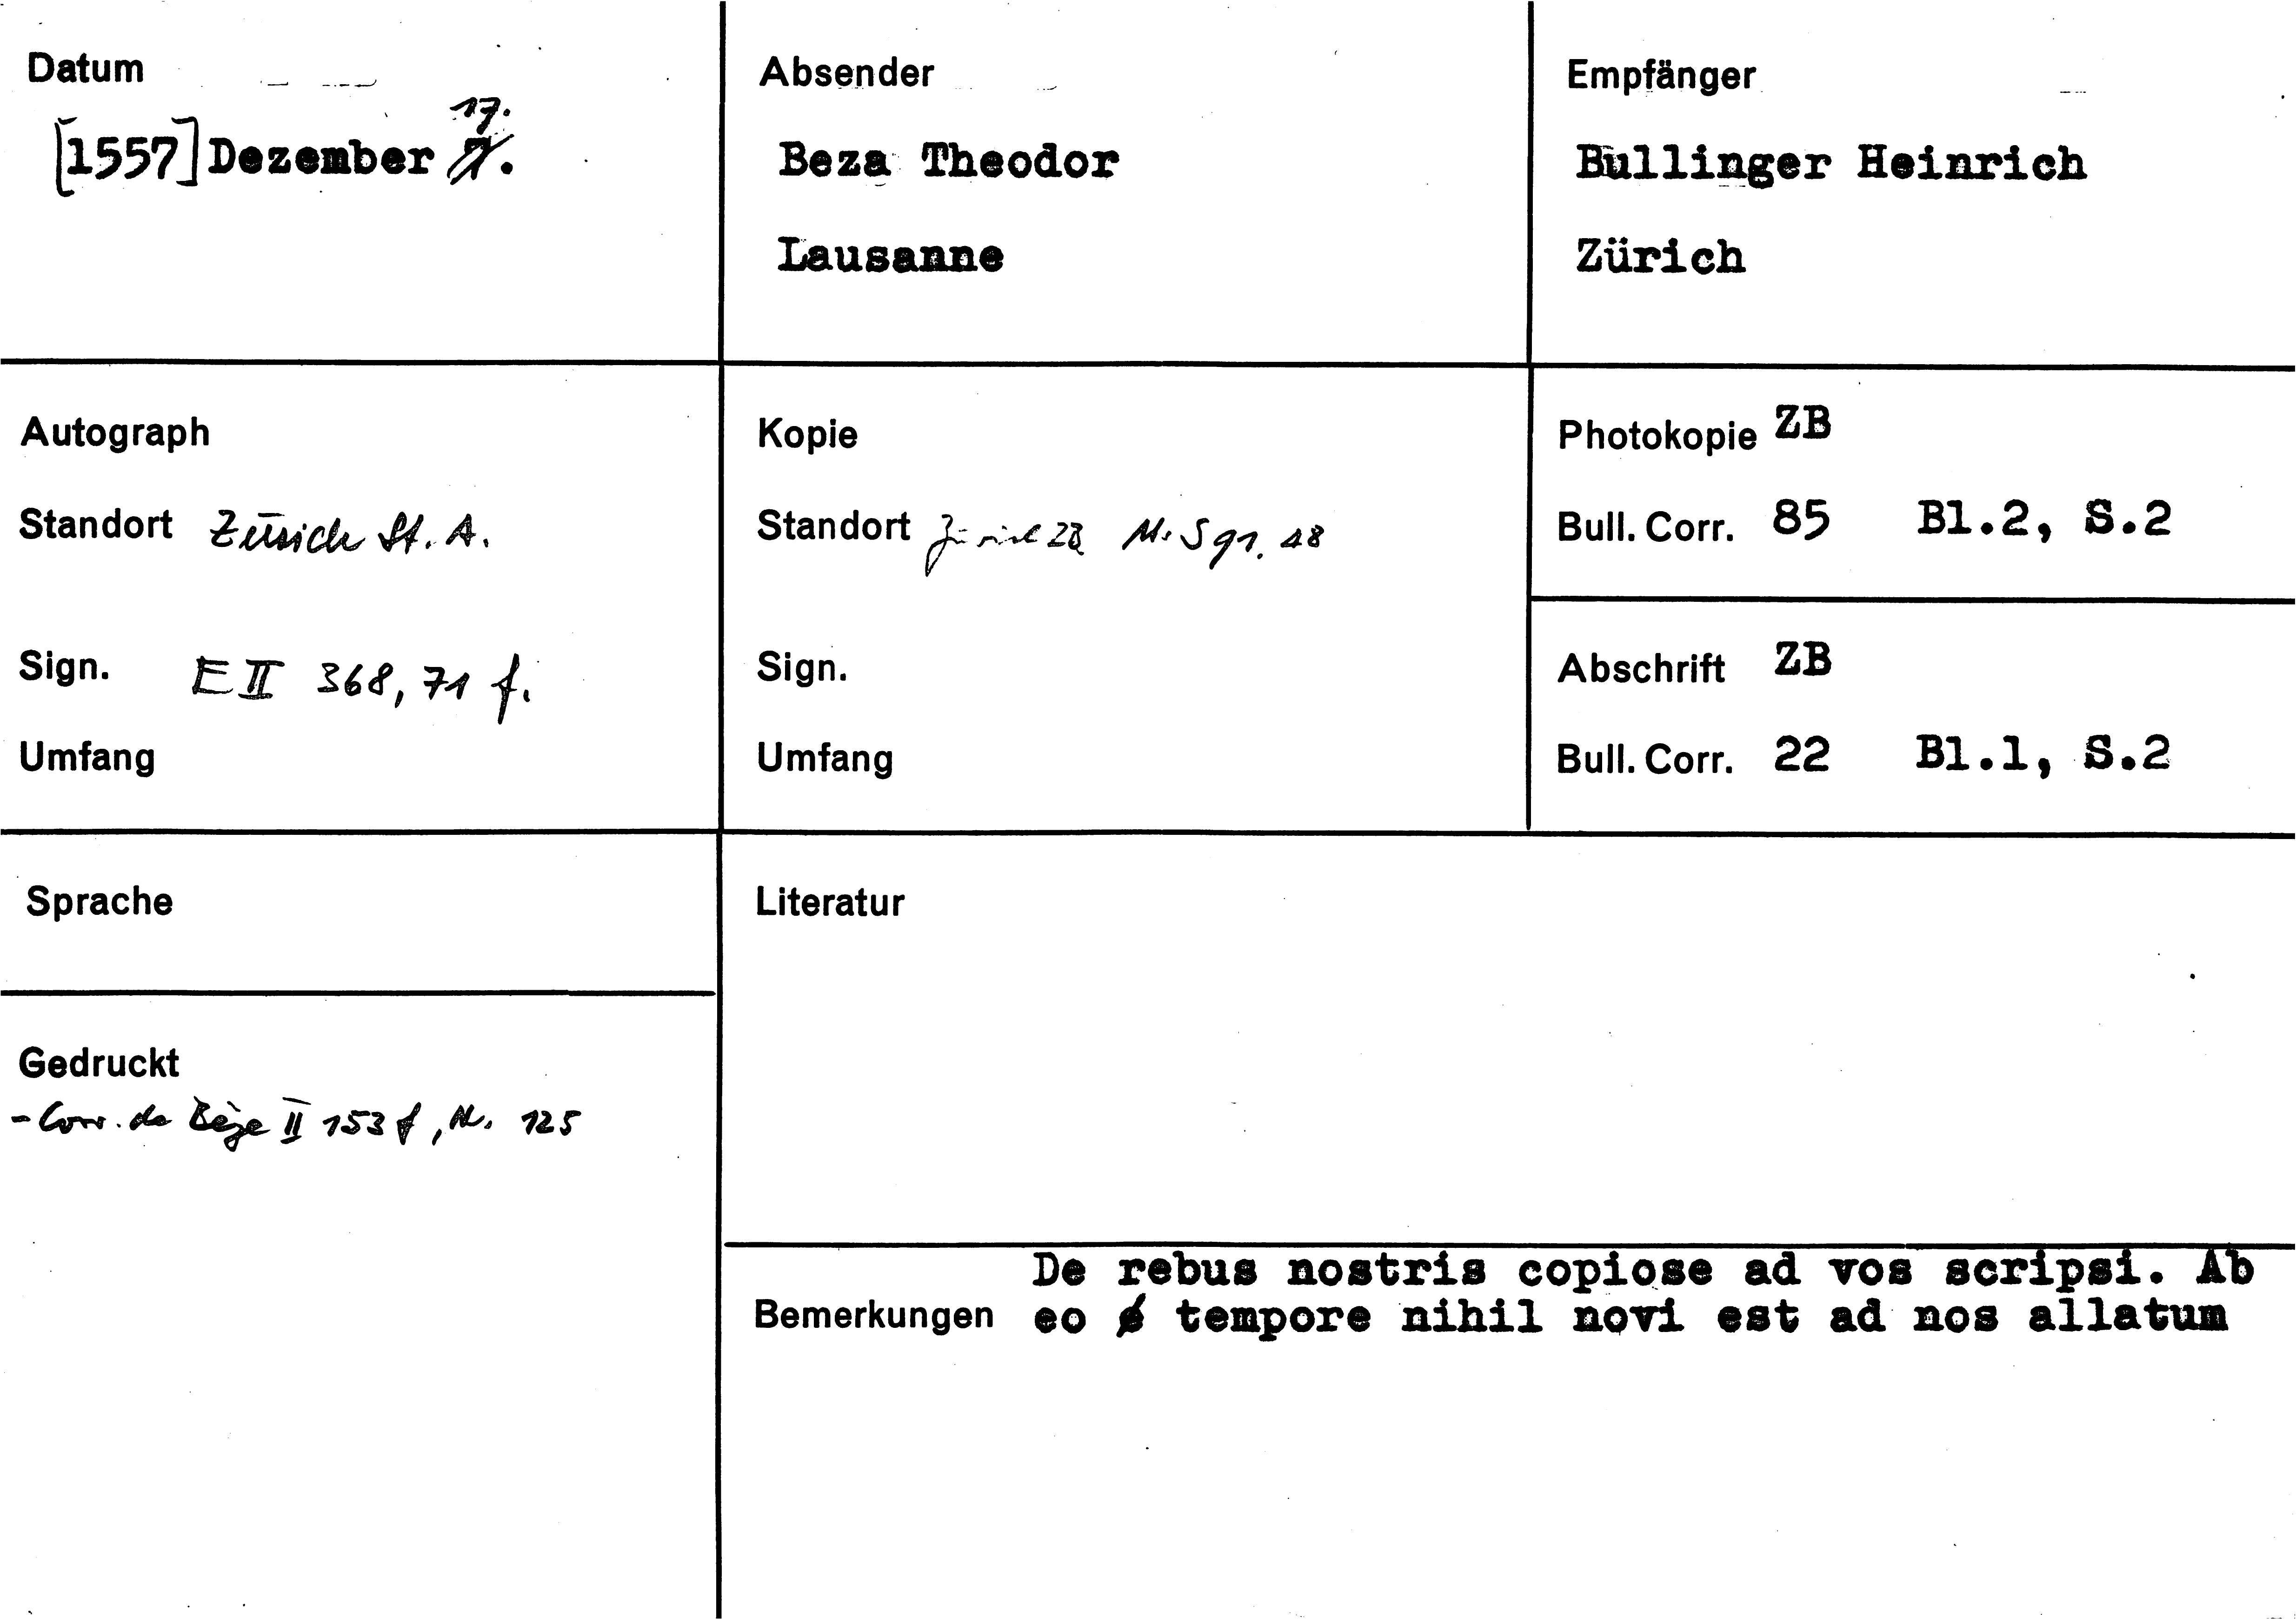 Datum
17.
[1557] Dezember 7.
Absender
Beza Theodor
Lausanne
Empfänger
Bullinger Heinrich
Zürich
Autograph
Standort Zürich St. A.
Sign. E II 368, 71 f.
Umfang
Kopie
Standort Zürich ZB Ms S 91. 48
Sign.
Umfang
Photokopie ZB
Bull. Corr. 85 Bl.2, S.2
Abschrift ZB
Bull. Corr. 22 Bl.1, S.2
Sprache
Gedruckt
- Corr. de Bèze II 153 f, Nr. 125
Literatur
De rebus nostris copiose ad vos scripsi. Ab
Bemerkungen eo tempore nihil novi est ad nos allatum